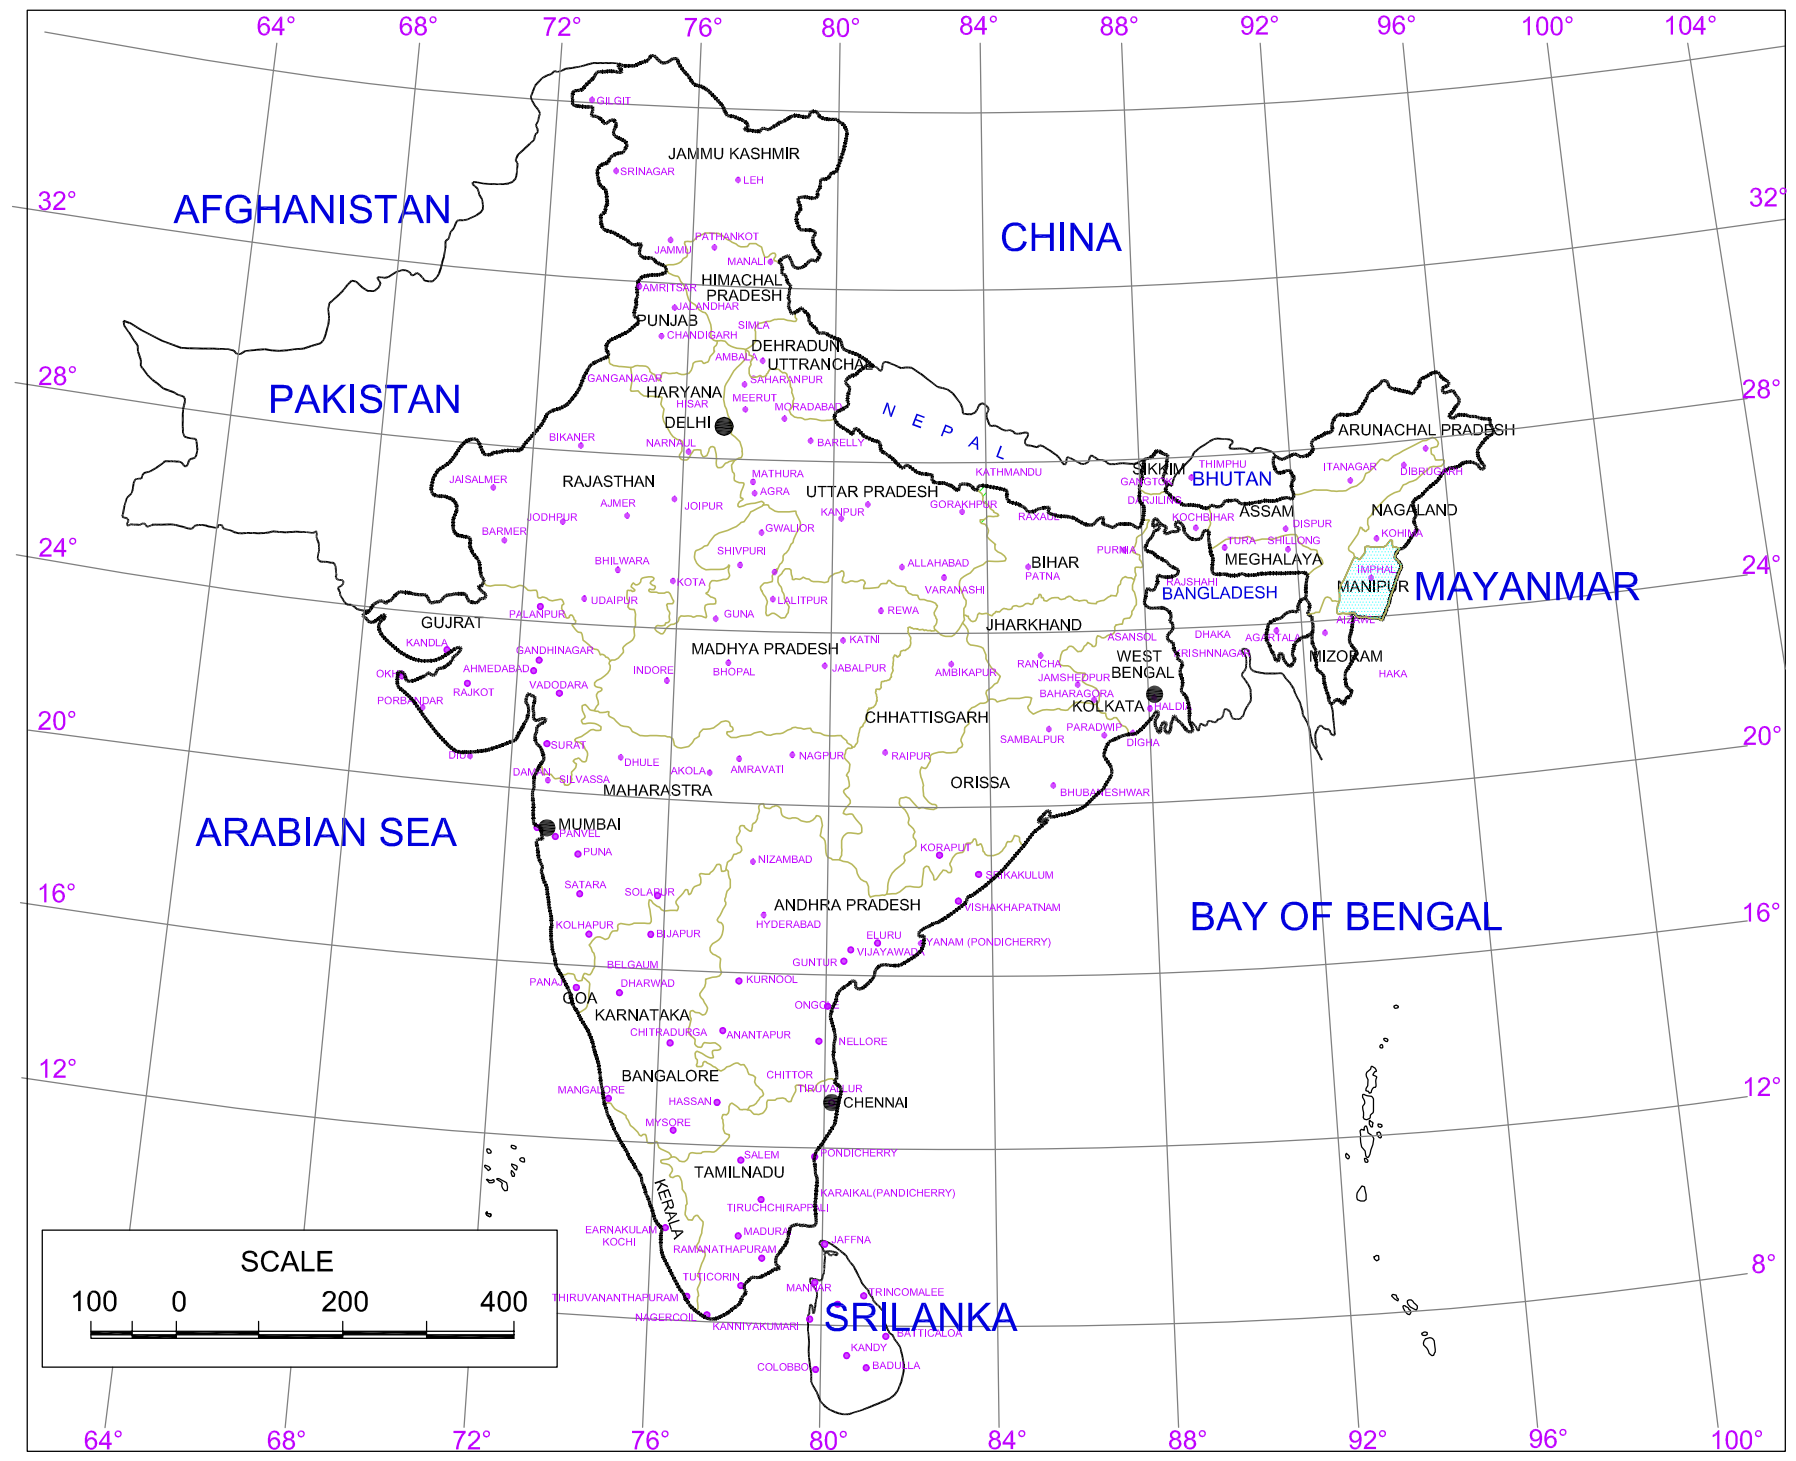 64° 68° 72° 76° 80° 84° 88° 92° 96° 100° 104°
GILGIT
JAMMU KASHMIR
SRINAGAR
LEH
32°
32°
AFGHANISTAN
CHINA
PATHANKOT
JAMMU
MANALI
HIMACHAL
PRADESH
AMRITSAR
JALANDHAR
PUNJAB
SIMLA
CHANDIGARH
DEHRADUN
AMBALA
UTTRANCHAL
28°
28°
GANGANAGAR
SAHARANPUR
HARYANA
PAKISTAN
HISAR
MEERUT
MORADABAD
NEPAL
DELHI
ARUNACHAL PRADESH
BIKANER
NARNAUL
BARELLY
KATHMANDU
SIKKIM
THIMPHU
ITANAGAR
DIBRUGARH
JAISALMER
RAJASTHAN
MATHURA
AGRA
UTTAR PRADESH
GANGTOK
BHUTAN
DARJILING
AJMER
JOIPUR
KANPUR
GORAKHPUR
RAXAUL
KOCHBIHAR
ASSAM
NAGALAND
JODHPUR
BARMER
GWALIOR
DISPUR
KOHIMA
24°
24°
SHIVPURI
PURNIA
TURA
SHILLONG
MEGHALAYA
BHILWARA
KOTA
ALLAHABAD
BIHAR
PATNA
VARANASHI
RAJSHAHI
BANGLADESH
IMPHAL
MANIPUR
MAYANMAR
UDAIPUR
LALITPUR
PALANPUR
GUNA
REWA
GUJRAT
JHARKHAND
AIZAWL
KANDLA
KATNI
ASANSOL
DHAKA
AGARTALA
GANDHINAGAR
MADHYA PRADESH
KRISHNNAGAR
MIZORAM
OKHA
AHMEDABAD
INDORE
BHOPAL
JABALPUR
AMBIKAPUR
RANCHA
WEST
BENGAL
HAKA
RAJKOT
VADODARA
JAMSHEDPUR
BAHARAGORA
PORBANDAR
KOLKATA
HALDIA
20°
20°
CHHATTISGARH
SAMBALPUR
PARADWIP
DIGHA
SURAT
DIU
DHULE
NAGPUR
RAIPUR
AMRAVATI
AKOLA
DAMAN
SILVASSA
MAHARASTRA
ORISSA
BHUBANESHWAR
ARABIAN SEA
MUMBAI
PANVEL
PUNA
NIZAMBAD
KORAPUT
SRIKAKULUM
SATARA
SOLAPUR
16°
16°
ANDHRA PRADESH
VISHAKHAPATNAM
BAY OF BENGAL
KOLHAPUR
BIJAPUR
HYDERABAD
ELURU
YANAM (PONDICHERRY)
VIJAYAWADA
BELGAUM
GUNTUR
PANAJI
DHARWAD
KURNOOL
GOA
ONGOLE
KARNATAKA
CHITRADURGA
ANANTAPUR
NELLORE
12°
12°
BANGALORE
CHITTOR
MANGALORE
TIRUVALLUR
HASSAN
CHENNAI
MYSORE
SALEM
PONDICHERRY
TAMILNADU
KERALA
KARAIKAL(PANDICHERRY)
TIRUCHCHIRAPPALI
EARNAKULAM
KOCHI
MADURA
JAFFNA
RAMANATHAPURAM
8°
TUTICORIN
MANNAR
TRINCOMALEE
THIRUVANANTHAPURAM
NAGERCOIL
KANNIYAKUMARI
SRILANKA
BATTICALOA
KANDY
COLOBBO
BADULLA
SCALE
100 0 200 400
64° 68° 72° 76° 80° 84° 88° 92° 96° 100°